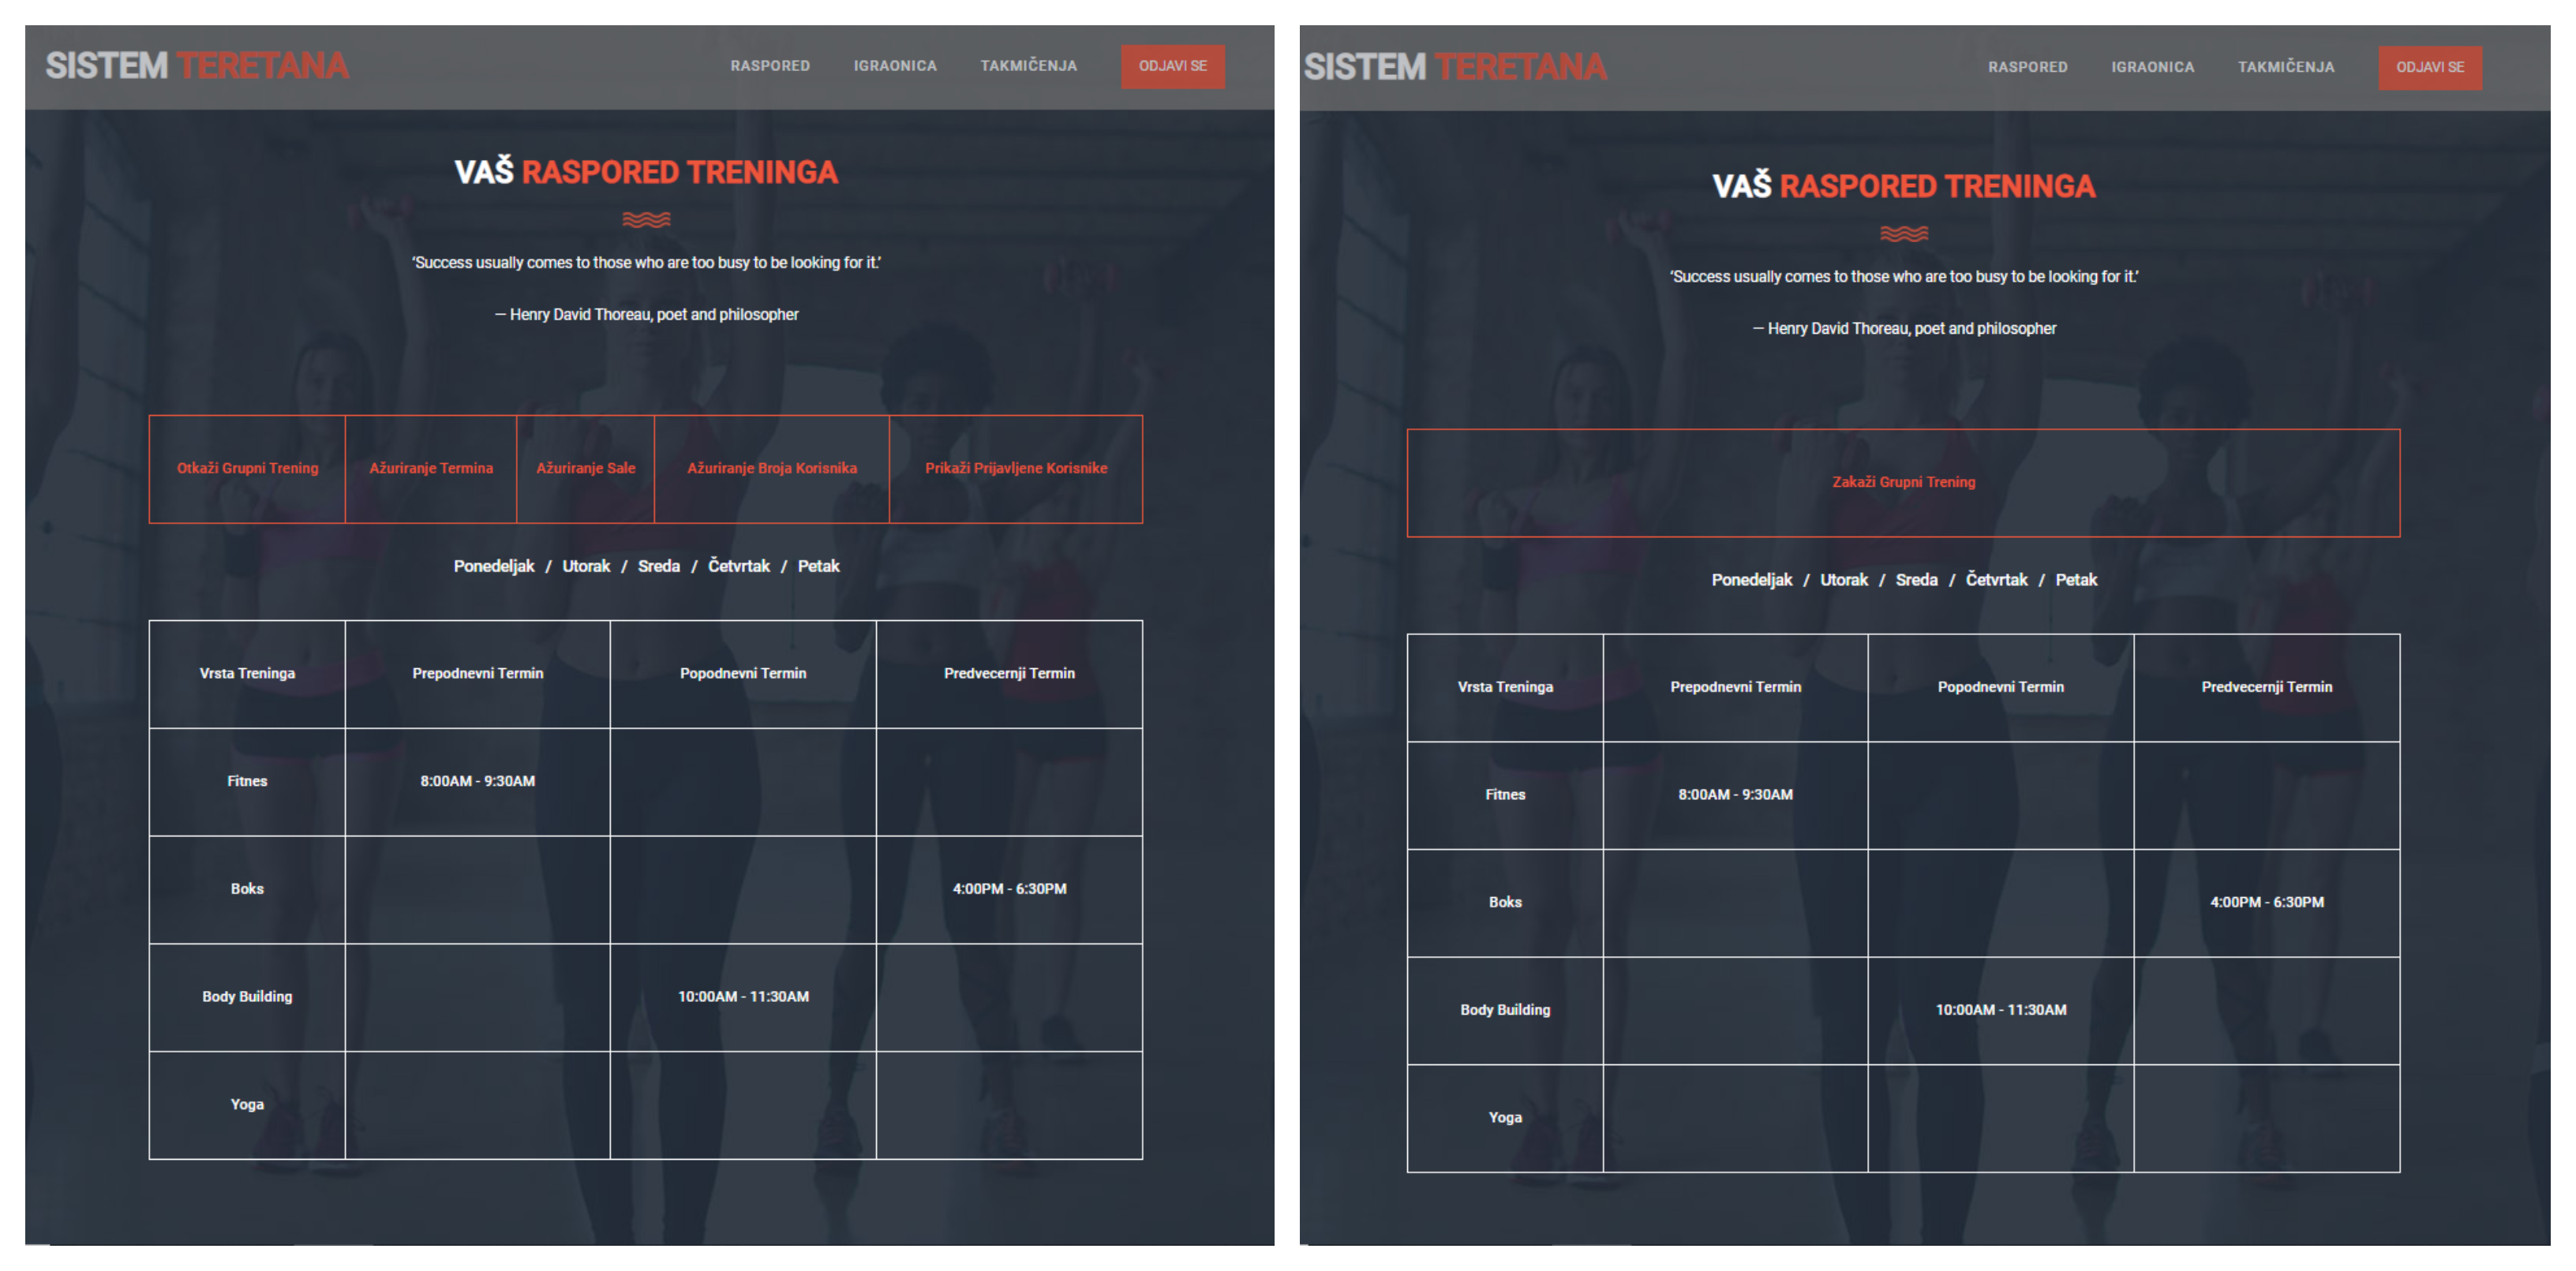 SISTEM TERETANA
RASPORED IGRAONICA TAKMIČENJA ODJAVI SE
VAŠ RASPORED TRENINGA
‘Success usually comes to those who are too busy to be looking for it.’
— Henry David Thoreau, poet and philosopher
Otkaži Grupni Trening Ažuriranje Termina Ažuriranje Sale Ažuriranje Broja Korisnika Prikaži Prijavljene Korisnike
Ponedeljak / Utorak / Sreda / Četvrtak / Petak
Vrsta Treninga Prepodnevni Termin Popodnevni Termin Predvecernji Termin
Fitnes 8:00AM - 9:30AM
Boks 4:00PM - 6:30PM
Body Building 10:00AM - 11:30AM
Yoga
SISTEM TERETANA
RASPORED IGRAONICA TAKMIČENJA ODJAVI SE
VAŠ RASPORED TRENINGA
‘Success usually comes to those who are too busy to be looking for it.’
— Henry David Thoreau, poet and philosopher
Zakaži Grupni Trening
Ponedeljak / Utorak / Sreda / Četvrtak / Petak
Vrsta Treninga Prepodnevni Termin Popodnevni Termin Predvecernji Termin
Fitnes 8:00AM - 9:30AM
Boks 4:00PM - 6:30PM
Body Building 10:00AM - 11:30AM
Yoga